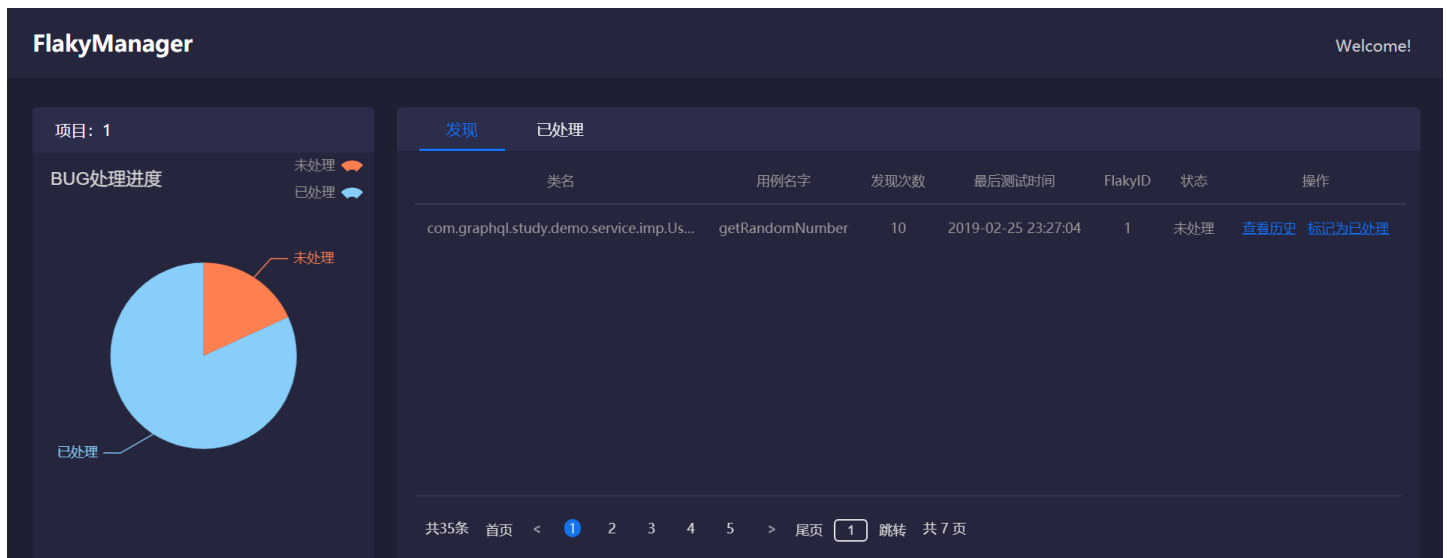 FlakyManager
Welcome!
项目：1
BUG处理进度
未处理
已处理
未处理
已处理
发现 已处理
类名 用例名字 发现次数 最后测试时间 FlakyID 状态 操作
com.graphql.study.demo.service.imp.Us... getRandomNumber 10 2019-02-25 23:27:04 1 未处理 查看历史 标记为已处理
共35条 首页 < 1 2 3 4 5 > 尾页 1 跳转 共 7 页